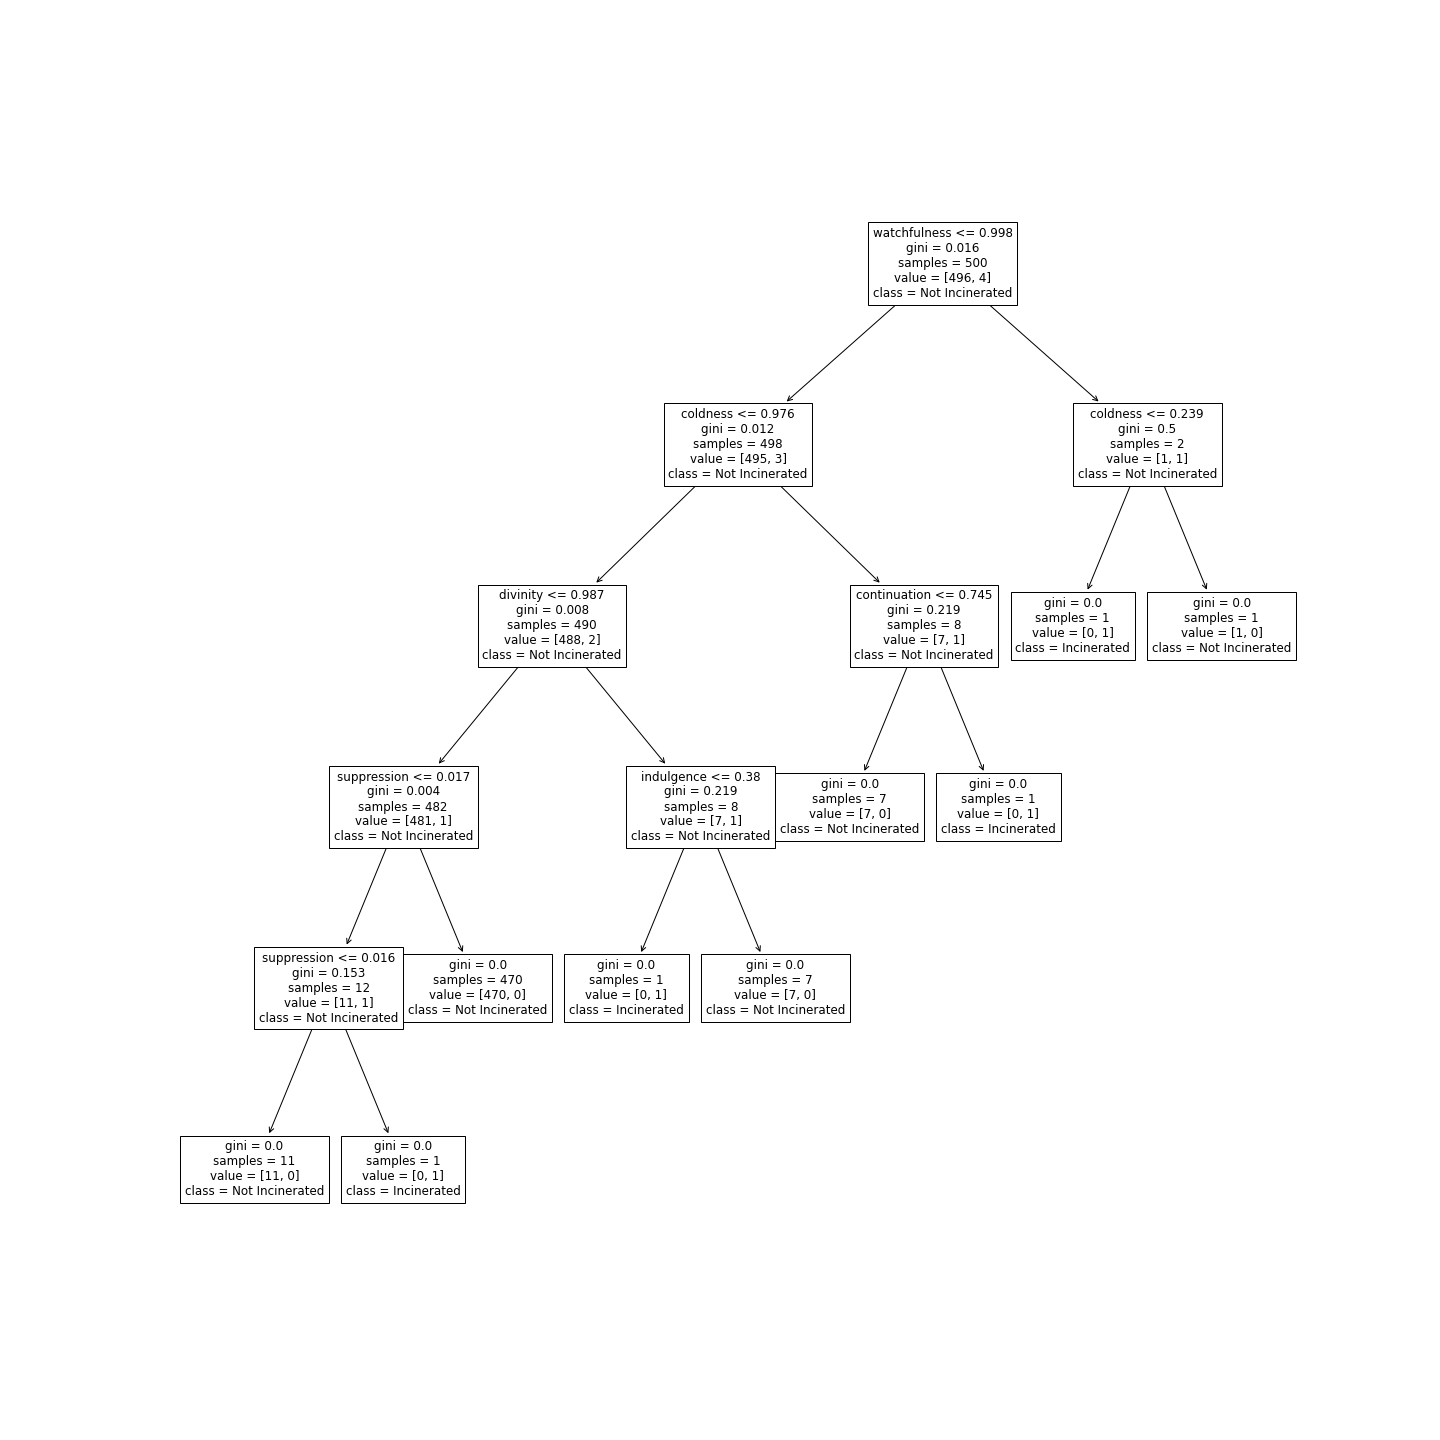 watchfulness <= 0.998
gini = 0.016
samples = 500
value = [496, 4]
class = Not Incinerated
coldness <= 0.976
gini = 0.012
samples = 498
value = [495, 3]
class = Not Incinerated
coldness <= 0.239
gini = 0.5
samples = 2
value = [1, 1]
class = Not Incinerated
divinity <= 0.987
gini = 0.008
samples = 490
value = [488, 2]
class = Not Incinerated
continuation <= 0.745
gini = 0.219
samples = 8
value = [7, 1]
class = Not Incinerated
gini = 0.0
samples = 1
value = [0, 1]
class = Incinerated
gini = 0.0
samples = 1
value = [1, 0]
class = Not Incinerated
suppression <= 0.017
gini = 0.004
samples = 482
value = [481, 1]
class = Not Incinerated
indulgence <= 0.38
gini = 0.219
samples = 8
value = [7, 1]
class = Not Incinerated
gini = 0.0
samples = 7
value = [7, 0]
class = Not Incinerated
gini = 0.0
samples = 1
value = [0, 1]
class = Incinerated
suppression <= 0.016
gini = 0.153
samples = 12
value = [11, 1]
class = Not Incinerated
gini = 0.0
samples = 470
value = [470, 0]
class = Not Incinerated
gini = 0.0
samples = 1
value = [0, 1]
class = Incinerated
gini = 0.0
samples = 7
value = [7, 0]
class = Not Incinerated
gini = 0.0
samples = 11
value = [11, 0]
class = Not Incinerated
gini = 0.0
samples = 1
value = [0, 1]
class = Incinerated